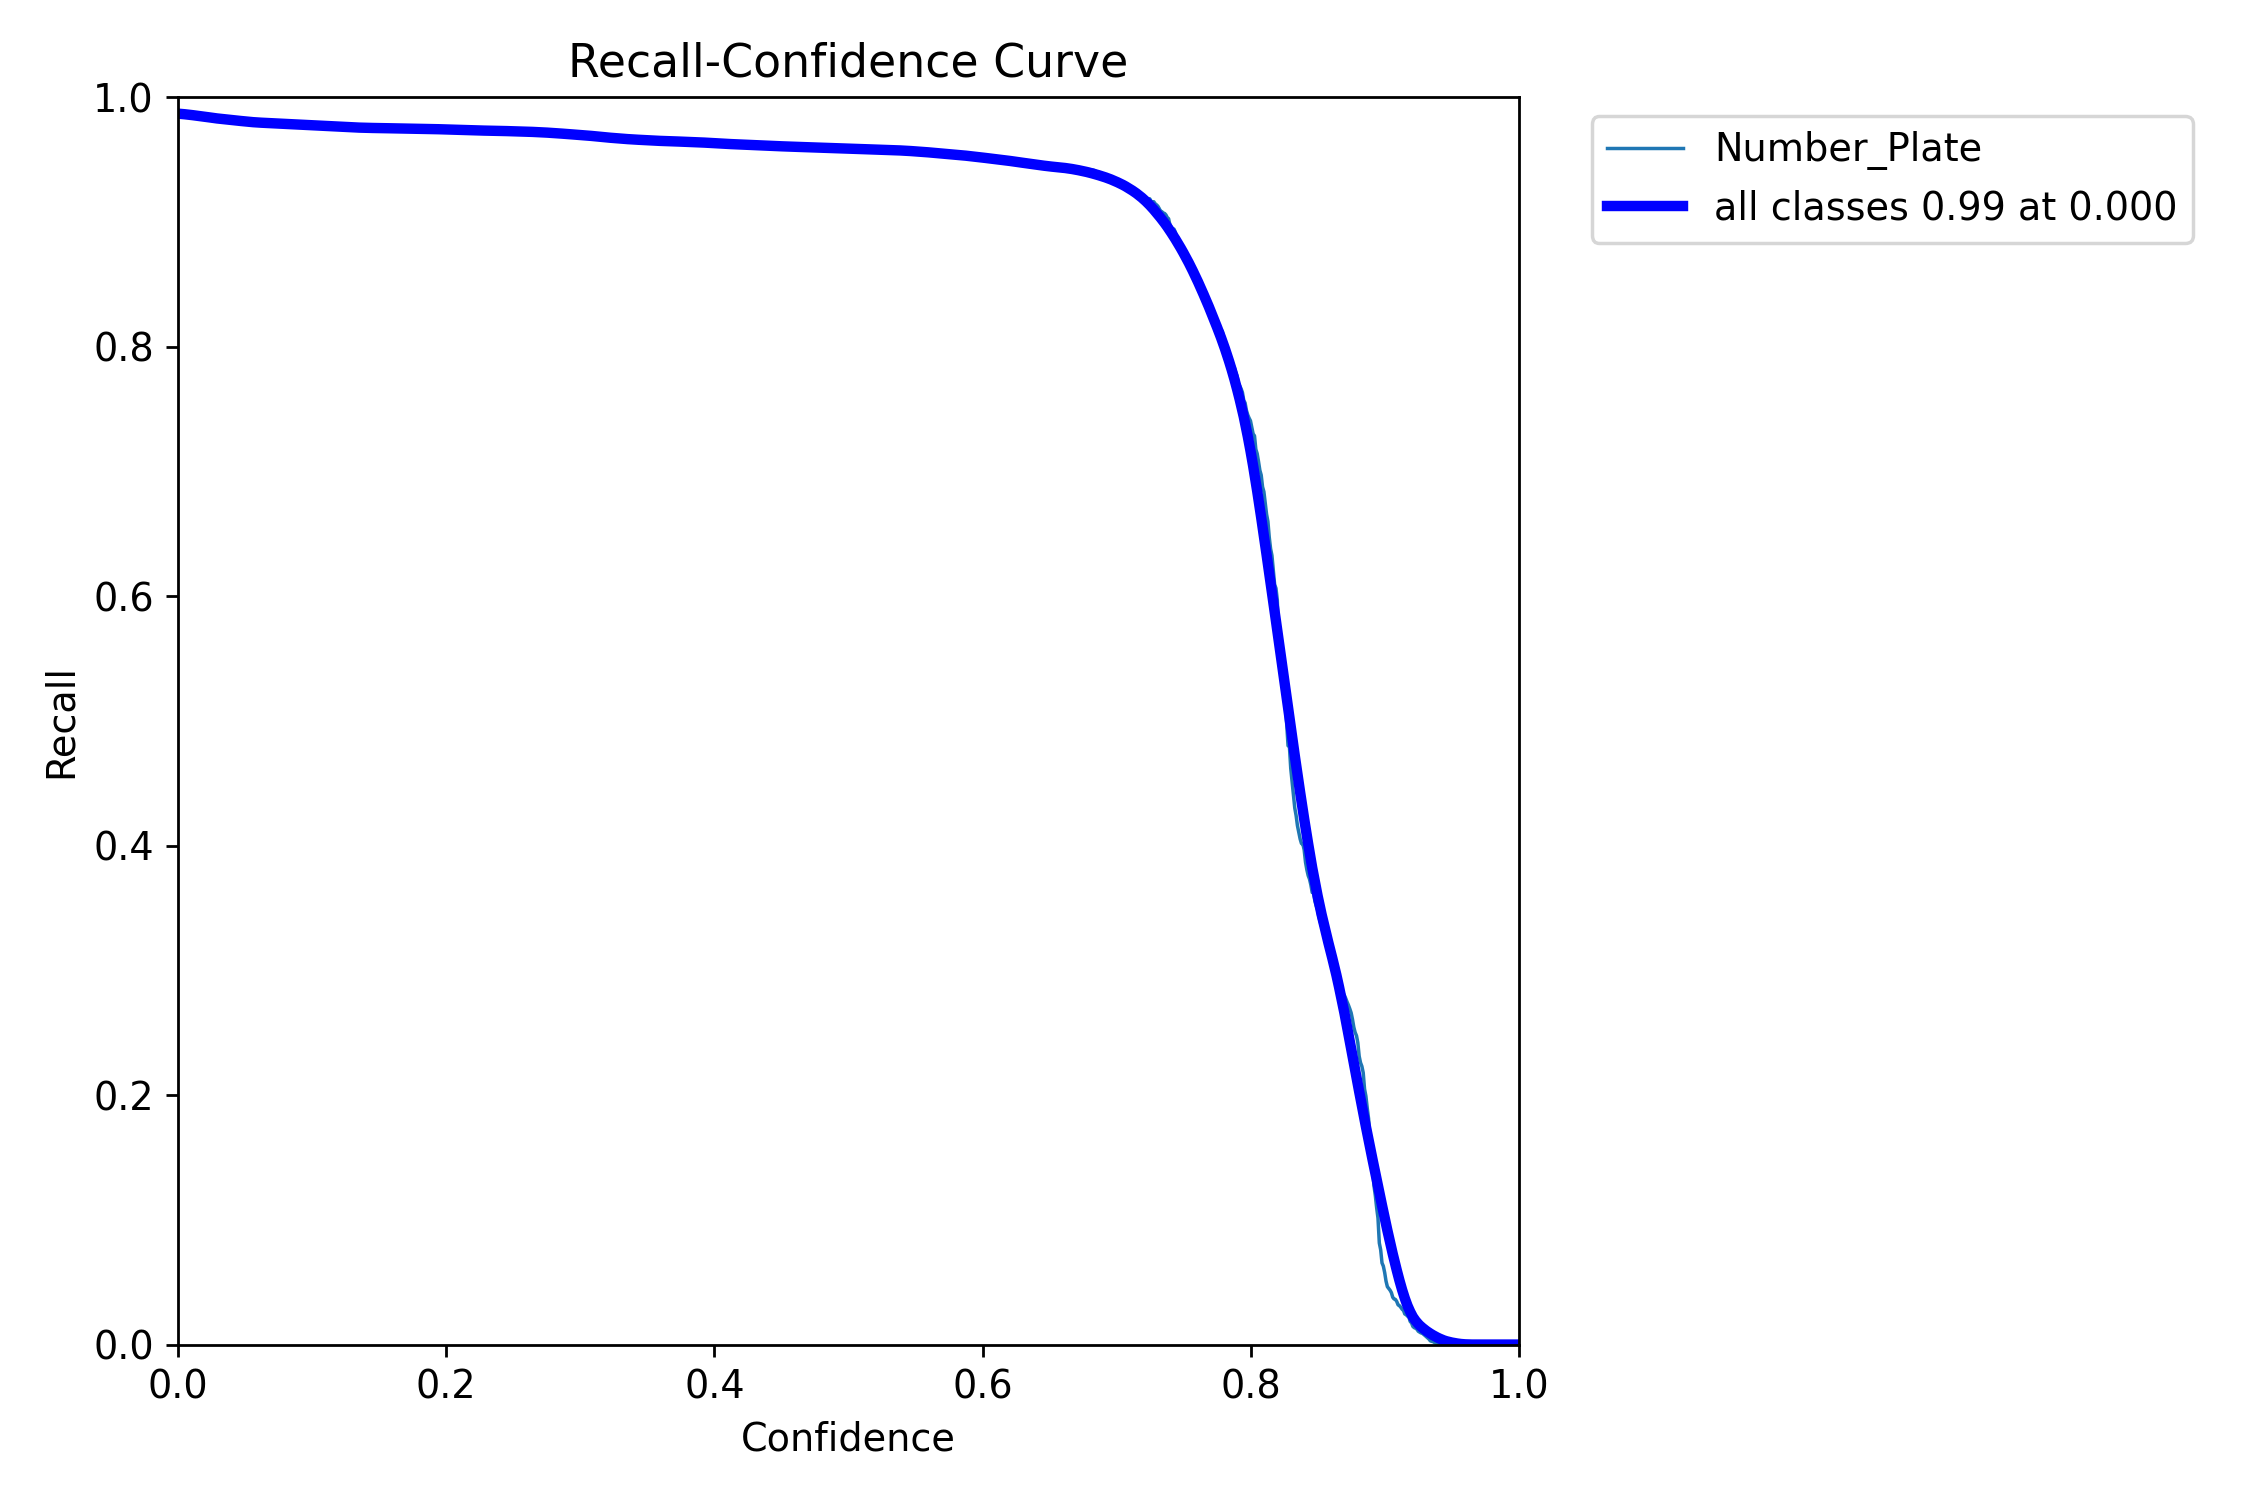 Recall-Confidence Curve
1.0
0.8
0.6
0.4
0.2
0.0
Recall
0.0 0.2 0.4 0.6 0.8 1.0
Confidence
Number_Plate
all classes 0.99 at 0.000